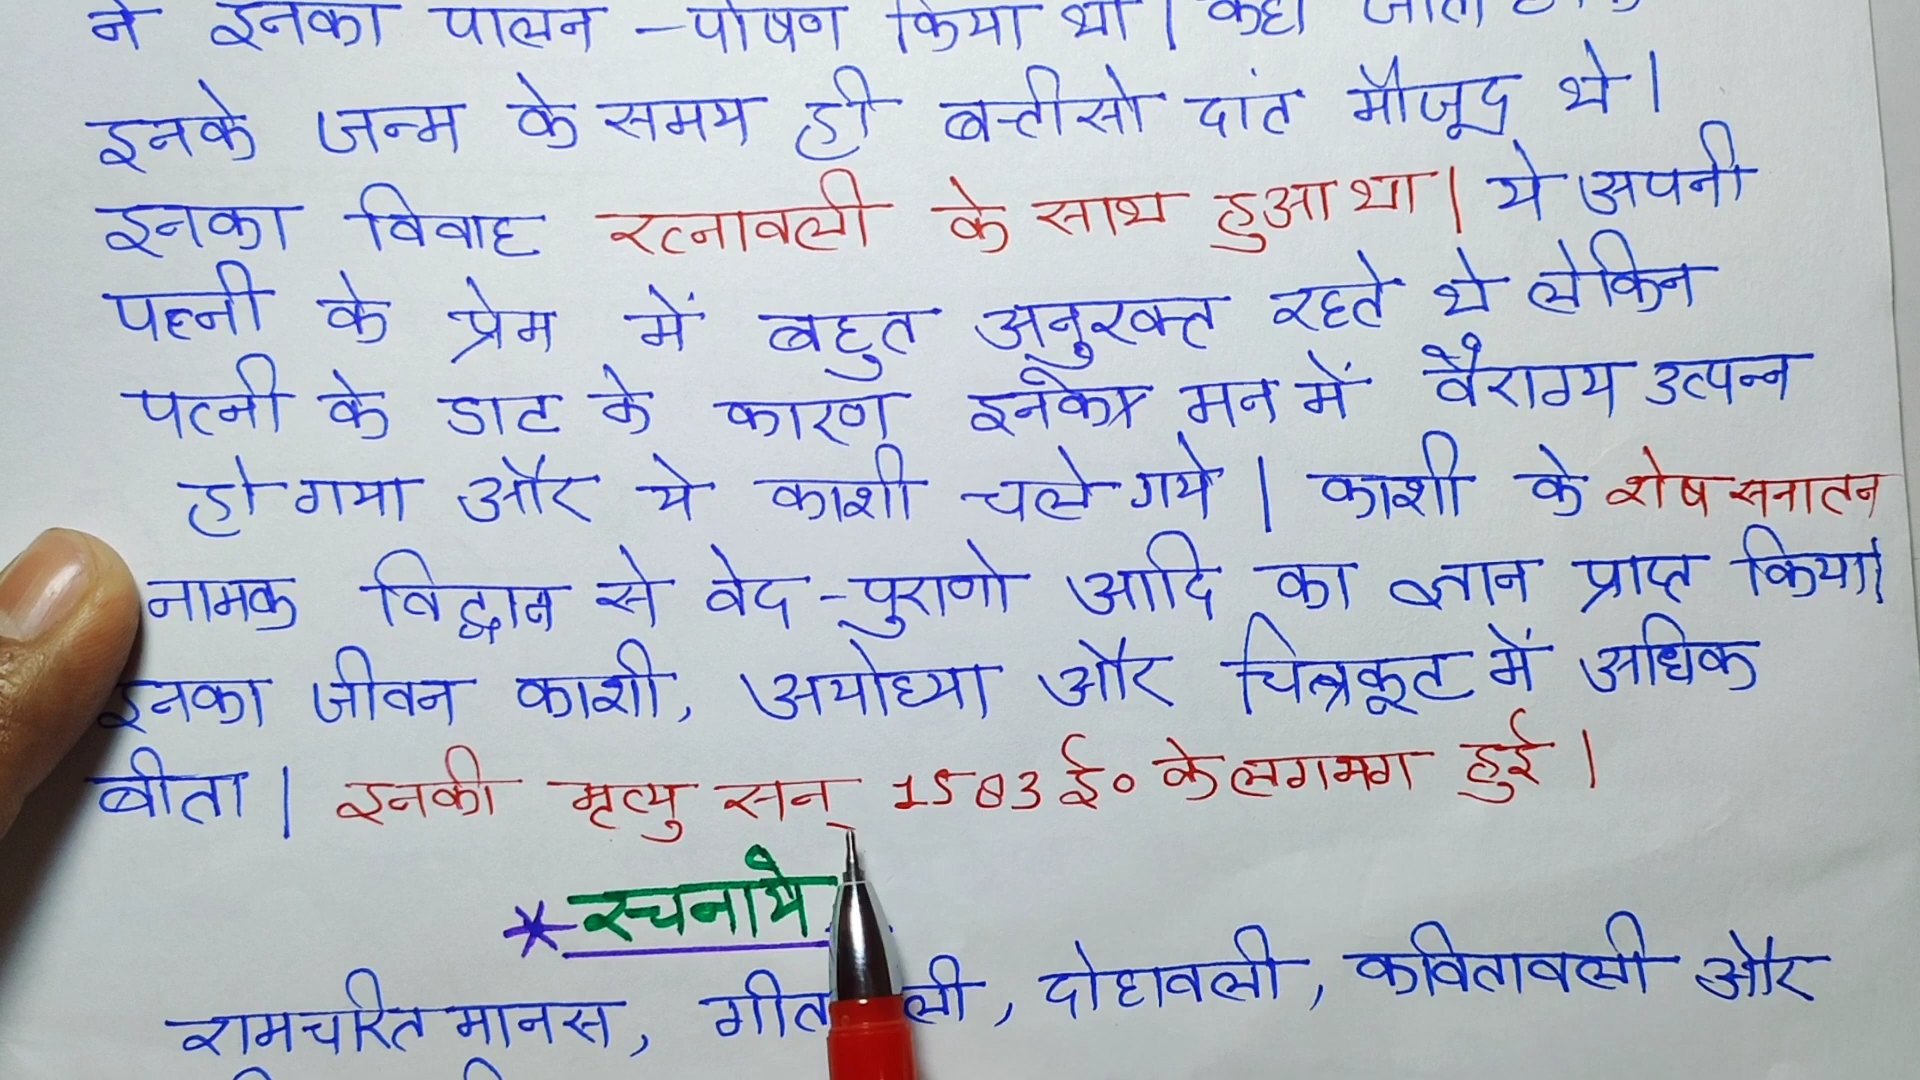 ने इनका पालन -पोषण किया था। कहा जाता
इनके जन्म के समय ही बत्तीसो दांत मौजूद थे।
इनका विवाह रत्नावली के साथ हुआ था। ये अपनी
पत्नी के प्रेम में बहुत अनुरक्त रहते थे लेकिन
पत्नी के डाट के कारण इनके मन में वैराग्य उत्पन्न
हो गया और ये काशी चले गये। काशी के शेष सनातन
नामक विद्वान से वेद -पुराणो आदि का ज्ञान प्राप्त किया।
इनका जीवन काशी, अयोध्या और चित्रकूट में अधिक
बीता। इनकी मृत्यु सन् 1583 ई० के लगभग हुई।
* रचनाये
रामचरित मानस, दोहावली, कवितावली और